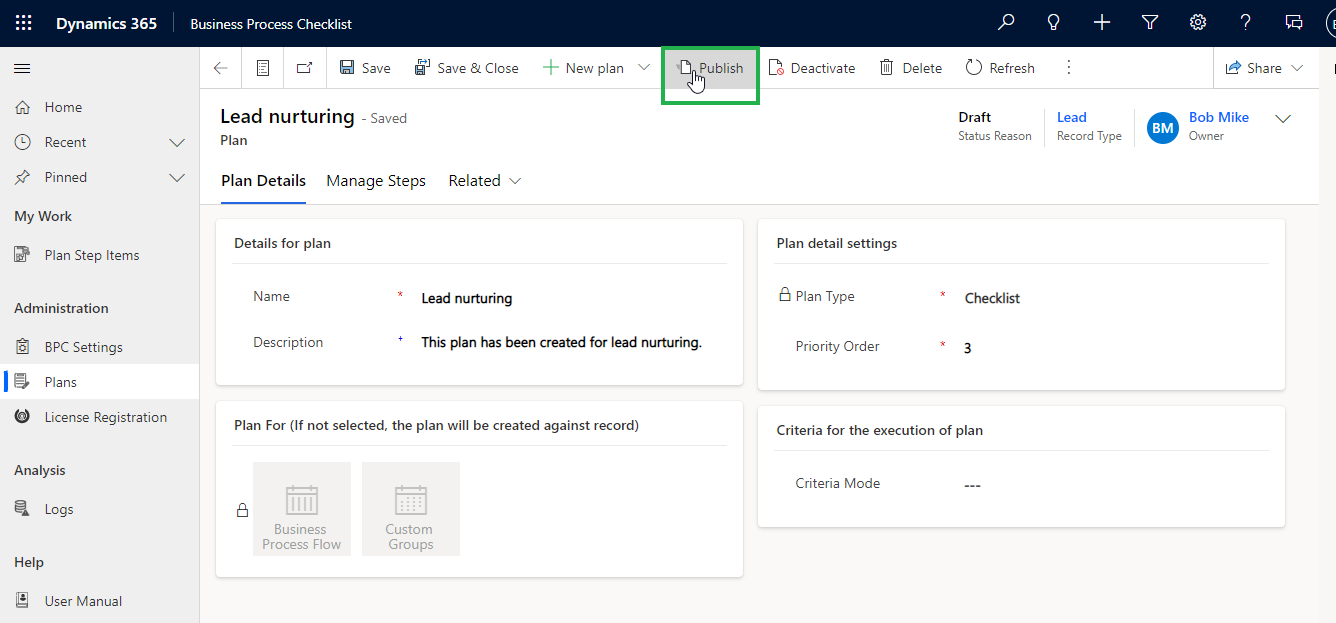 Dynamics 365 Business Process Checklist
Save Save & Close New plan Publish Deactivate Delete Refresh Share
Home
Recent
Pinned
My Work
Plan Step Items
Administration
BPC Settings
Plans
License Registration
Analysis
Logs
Help
User Manual
Lead nurturing - Saved
Plan
Draft
Status Reason
Lead
Record Type
BM
Bob Mike
Owner
Plan Details Manage Steps Related
Details for plan
Name * Lead nurturing
Description + This plan has been created for lead nurturing.
Plan detail settings
Plan Type * Checklist
Priority Order * 3
Plan For (If not selected, the plan will be created against record)
Business
Process Flow
Custom
Groups
Criteria for the execution of plan
Criteria Mode ---